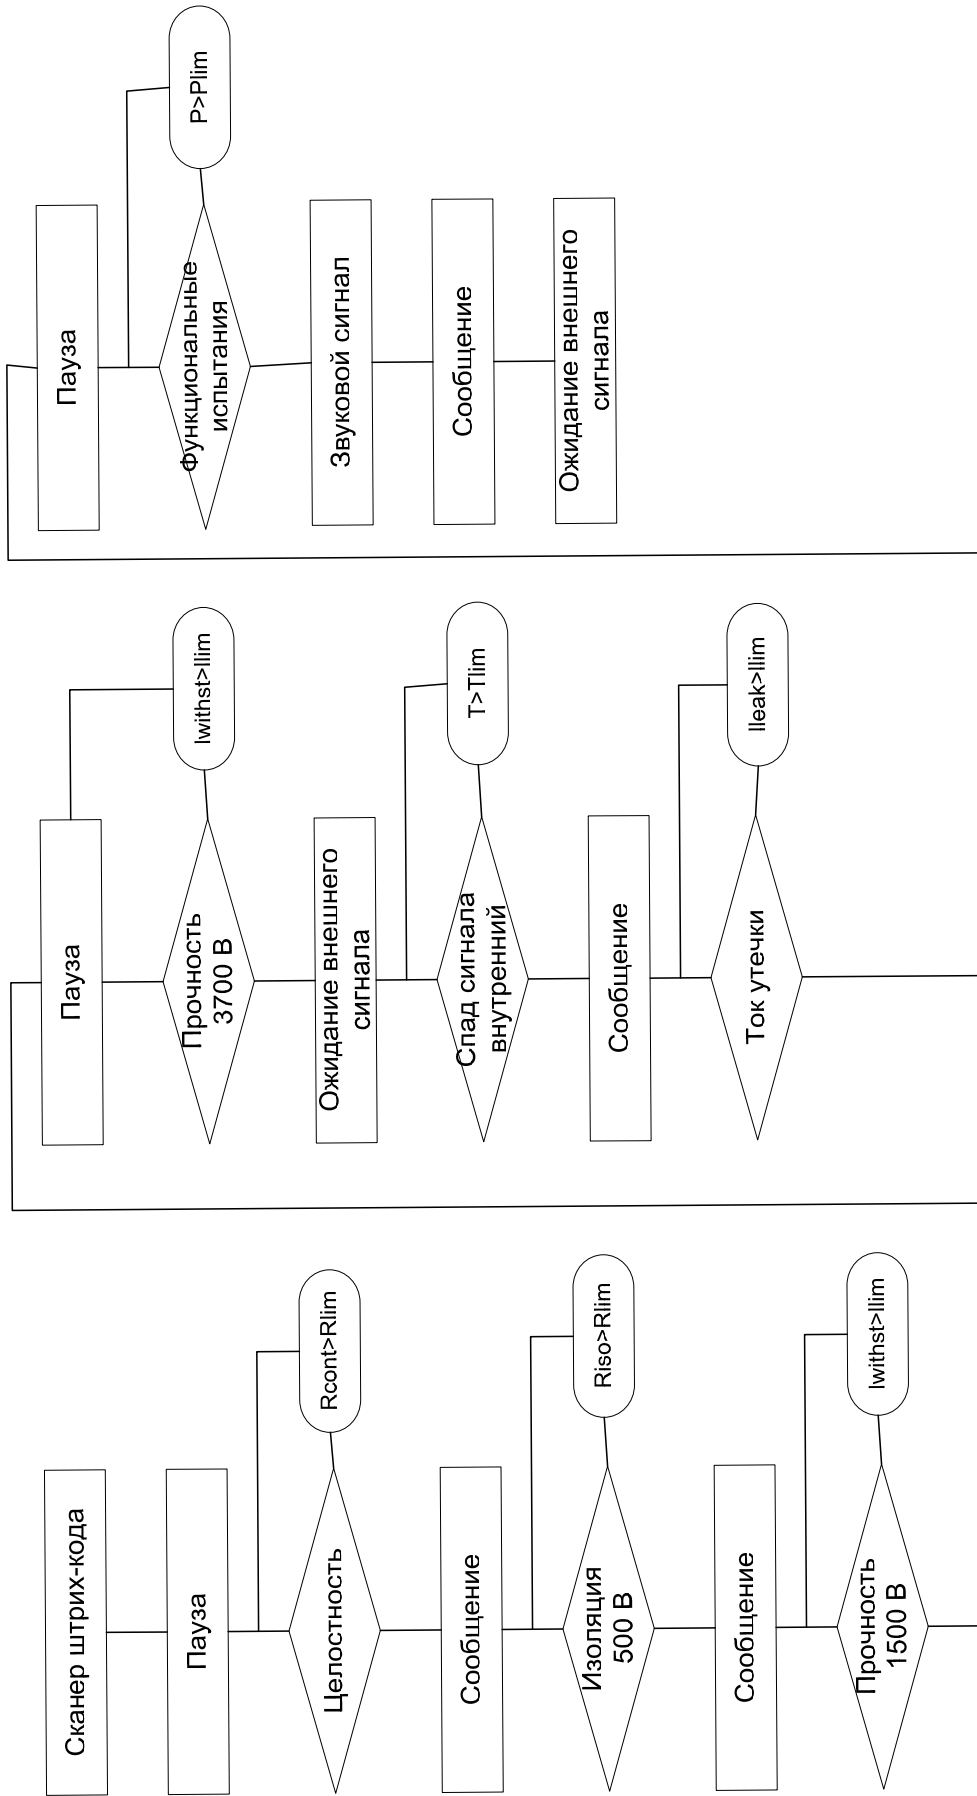 Сканер штрих-кода
Пауза
Целостность
Rcont>Rlim
Сообщение
Изоляция
500 В
Riso>Rlim
Сообщение
Прочность
1500 В
Iwithst>Ilim
Пауза
Прочность
3700 В
Iwithst>Ilim
Ожидание внешнего
сигнала
Спад сигнала
внутренний
T>Tlim
Сообщение
Ток утечки
Ileak>Ilim
Пауза
Функциональные
испытания
P>Plim
Звуковой сигнал
Сообщение
Ожидание внешнего
сигнала